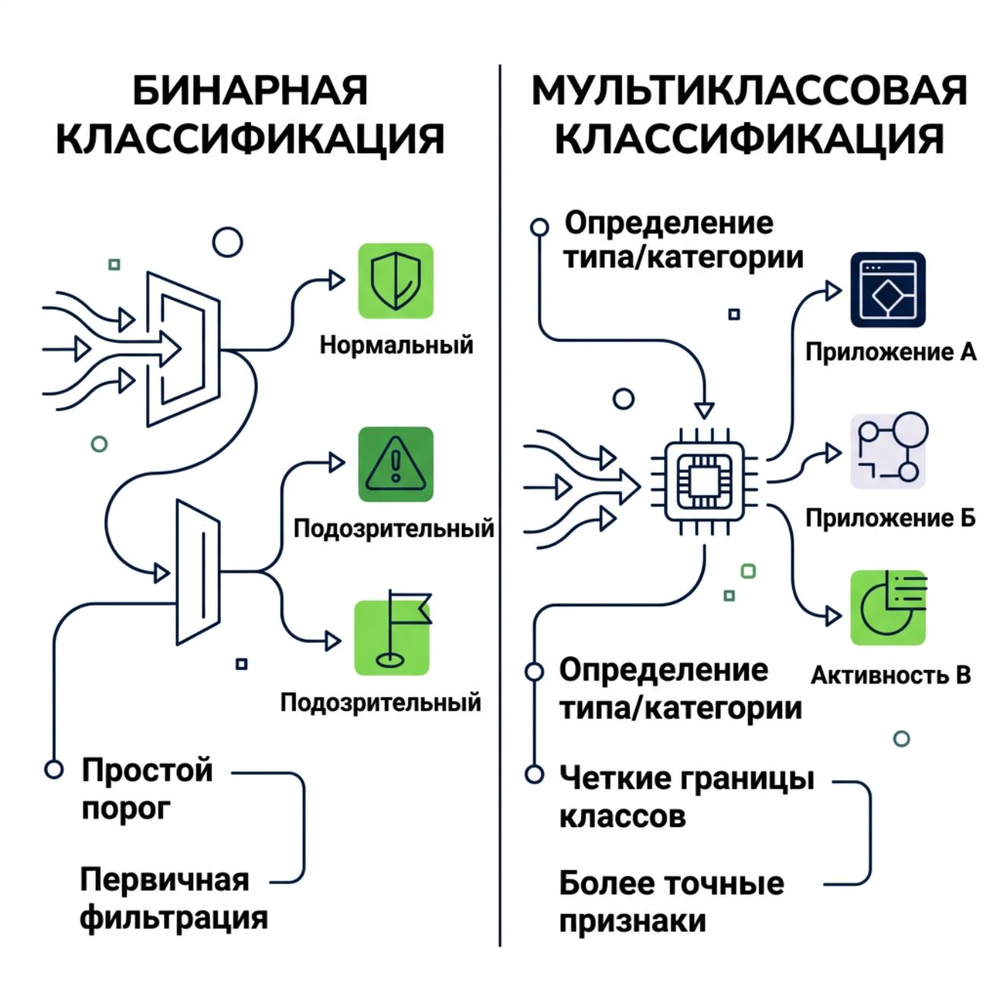 БИНАРНАЯ
КЛАССИФИКАЦИЯ
Нормальный
Подозрительный
Подозрительный
Простой
порог
Первичная
фильтрация
МУЛЬТИКЛАССОВАЯ
КЛАССИФИКАЦИЯ
Определение
типа/категории
Приложение А
Приложение Б
Активность В
Определение
типа/категории
Четкие границы
классов
Более точные
признаки